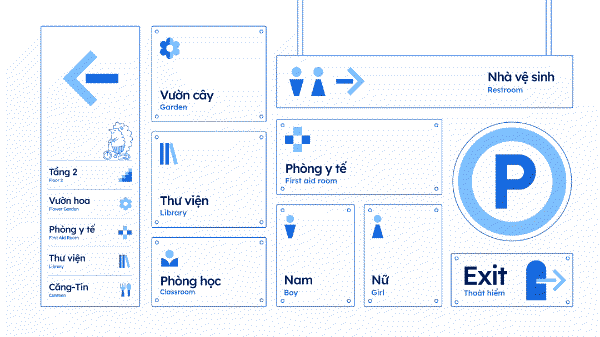 Tầng 2
Floor 2
Vườn hoa
Flower Garden
Phòng y tế
First Aid Room
Thư viện
Library
Căng-Tin
Canteen
Vườn cây
Garden
Thư viện
Library
Phòng học
Classroom
Nhà vệ sinh
Restroom
Phòng y tế
First aid room
Nam
Boy
Nữ
Girl
P
Exit
Thoát hiểm